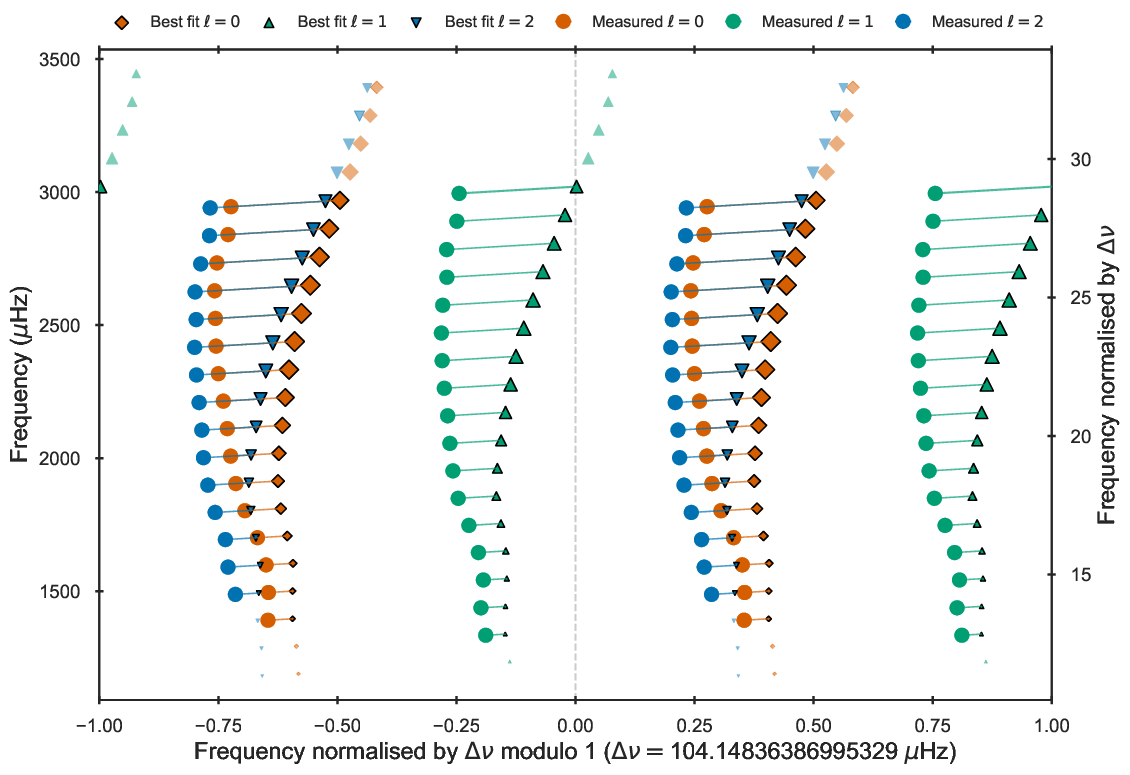 Best fit ℓ = 0 Best fit ℓ = 1 Best fit ℓ = 2 Measured ℓ = 0 Measured ℓ = 1 Measured ℓ = 2
3500
3000
2500
2000
1500
Frequency (μHz)
30
25
20
15
Frequency normalised by Δν
−1.00 −0.75 −0.50 −0.25 0.00 0.25 0.50 0.75 1.00
Frequency normalised by Δν modulo 1 (Δν = 104.14836386995329 μHz)